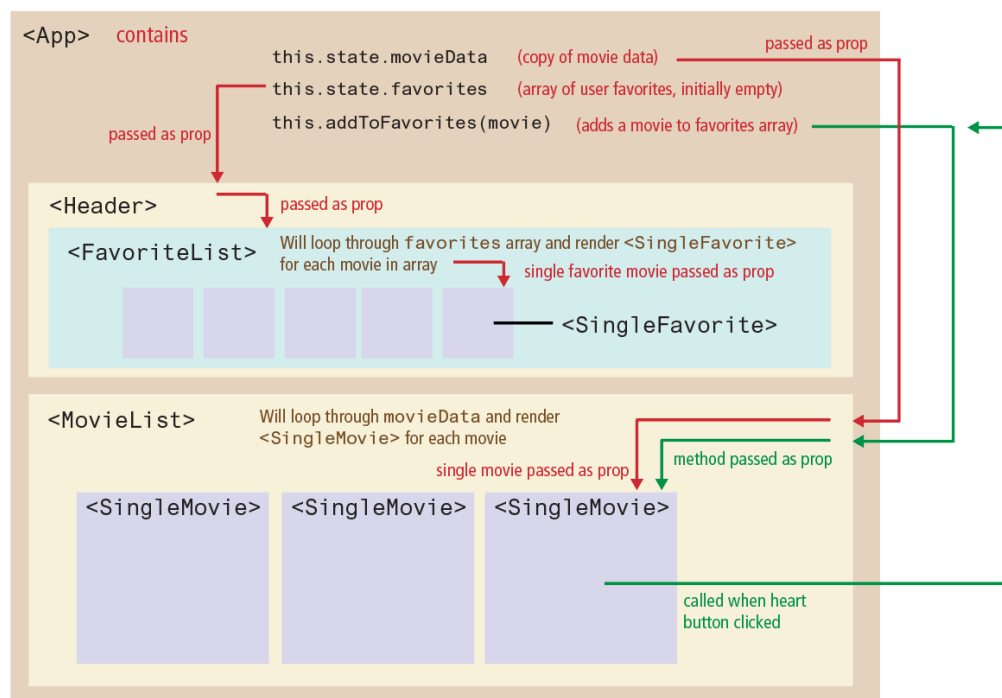 <App> contains
this.state.movieData (copy of movie data) passed as prop
this.state.favorites (array of user favorites, initially empty)
this.addToFavorites(movie) (adds a movie to favorites array)
passed as prop
<Header>
passed as prop
<FavoriteList>
Will loop through favorites array and render <SingleFavorite>
for each movie in array
single favorite movie passed as prop
<SingleFavorite>
<MovieList>
Will loop through movieData and render
<SingleMovie> for each movie
single movie passed as prop
method passed as prop
<SingleMovie> <SingleMovie> <SingleMovie>
called when heart
button clicked